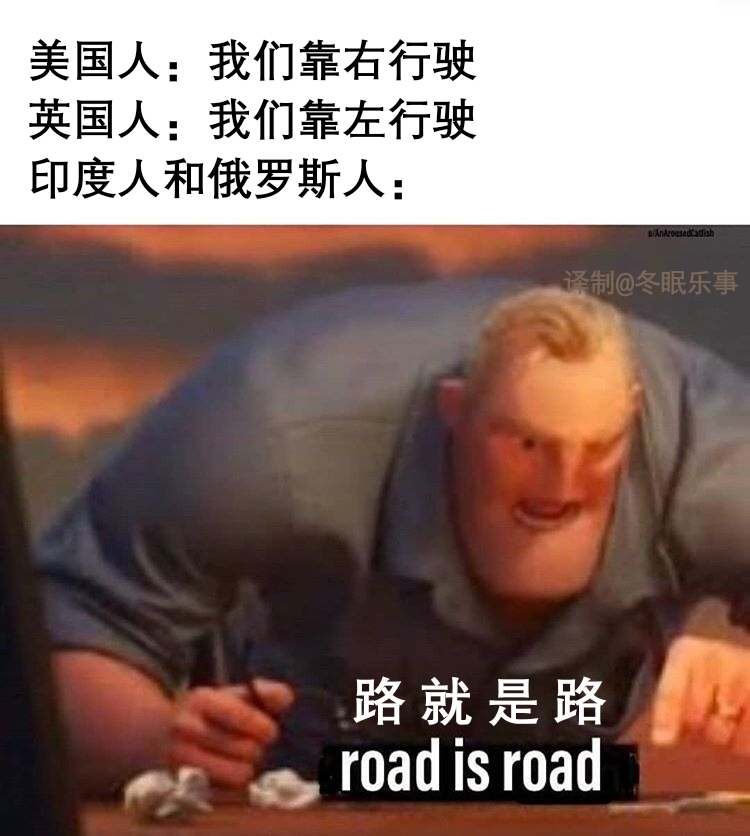 美国人：我们靠右行驶
英国人：我们靠左行驶
印度人和俄罗斯人：
u/AnArousedCatfish
译制@冬眠乐事
路就是路
road is road